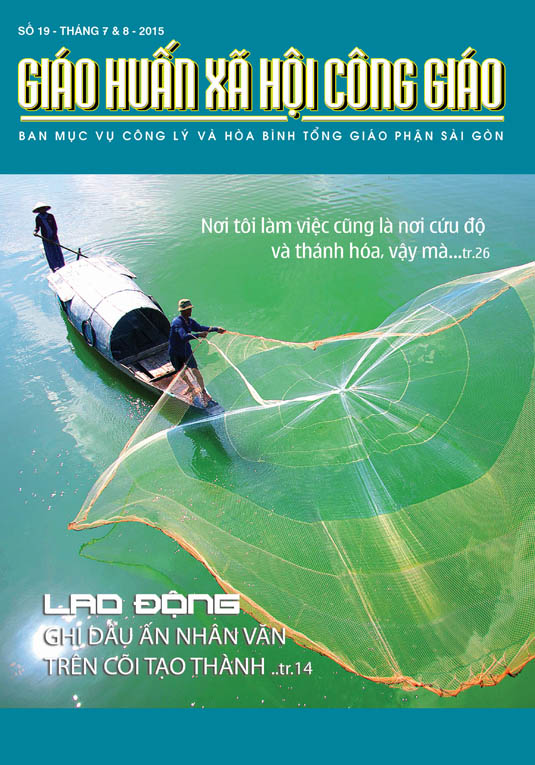 SỐ 19 - THÁNG 7 & 8 - 2015
GIÁO HUẤN XÃ HỘI CÔNG GIÁO
BAN MỤC VỤ CÔNG LÝ VÀ HÒA BÌNH TỔNG GIÁO PHẬN SÀI GÒN
Nơi tôi làm việc cũng là nơi cứu độ
và thánh hóa, vậy mà...tr.26
LAO ĐỘNG
GHI DẤU ẤN NHÂN VĂN
TRÊN CÕI TẠO THÀNH ..tr.14